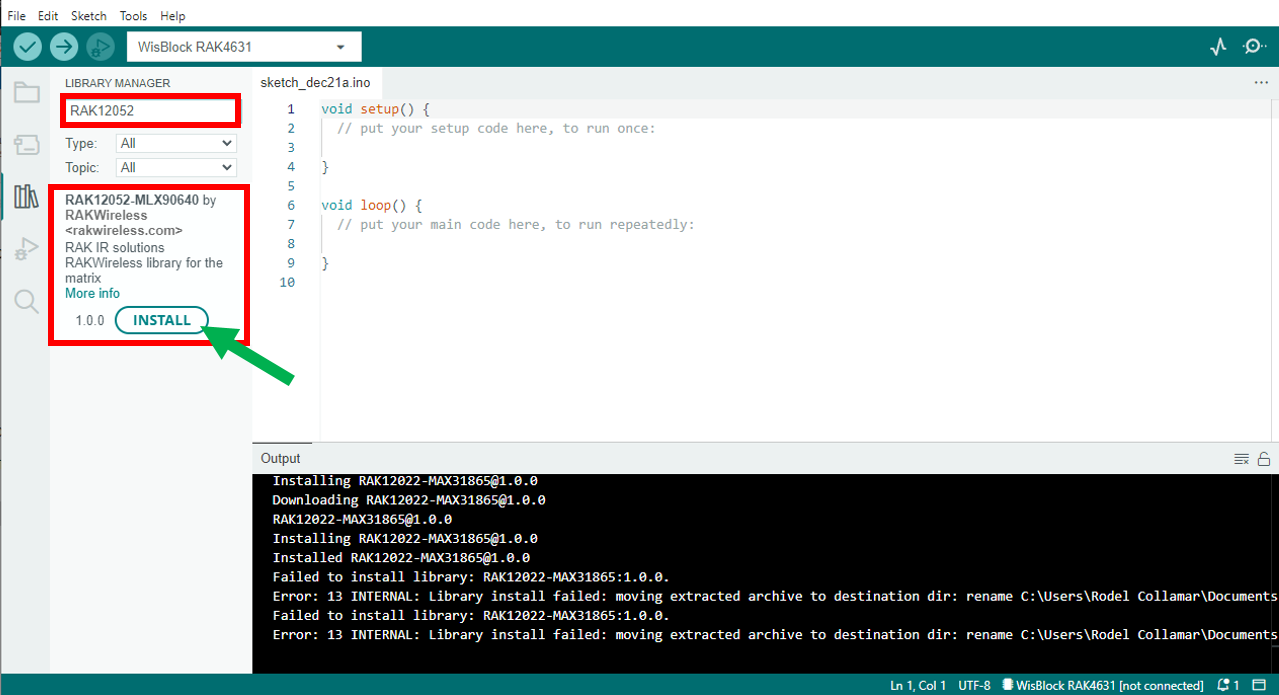 File Edit Sketch Tools Help
WisBlock RAK4631
LIBRARY MANAGER
RAK12052
Type: All
Topic: All
RAK12052-MLX90640 by
RAKWireless
<rakwireless.com>
RAK IR solutions
RAKWireless library for the
matrix
More info
1.0.0 INSTALL
sketch_dec21a.ino
1 void setup() {
2 // put your setup code here, to run once:
3
4 }
5
6 void loop() {
7 // put your main code here, to run repeatedly:
8
9 }
10
Output
Installing RAK12022-MAX31865@1.0.0
Downloading RAK12022-MAX31865@1.0.0
RAK12022-MAX31865@1.0.0
Installing RAK12022-MAX31865@1.0.0
Installed RAK12022-MAX31865@1.0.0
Failed to install library: RAK12022-MAX31865:1.0.0.
Error: 13 INTERNAL: Library install failed: moving extracted archive to destination dir: rename C:\Users\Rodel Collamar\Documents
Failed to install library: RAK12022-MAX31865:1.0.0.
Error: 13 INTERNAL: Library install failed: moving extracted archive to destination dir: rename C:\Users\Rodel Collamar\Documents
Ln 1, Col 1 UTF-8 WisBlock RAK4631 [not connected] 1